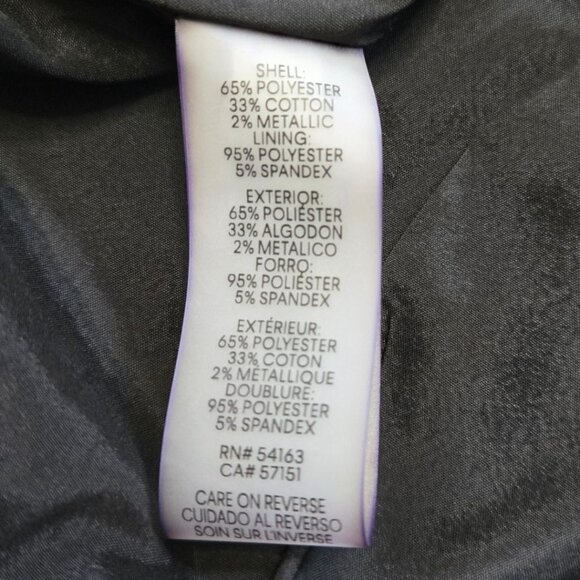 SHELL:
65% POLYESTER
33% COTTON
2% METALLIC
LINING:
95% POLYESTER
5% SPANDEX
EXTERIOR:
65% POLIÉSTER
33% ALGODON
2% METALICO
FORRO:
95% POLIÉSTER
5% SPANDEX
EXTÉRIEUR:
65% POLYESTER
33% COTON
2% MÉTALLIQUE
DOUBLURE:
95% POLYESTER
5% SPANDEX
RN# 54163
CA# 57151
CARE ON REVERSE
CUIDADO AL REVERSO
SOIN SUR L'INVERSE